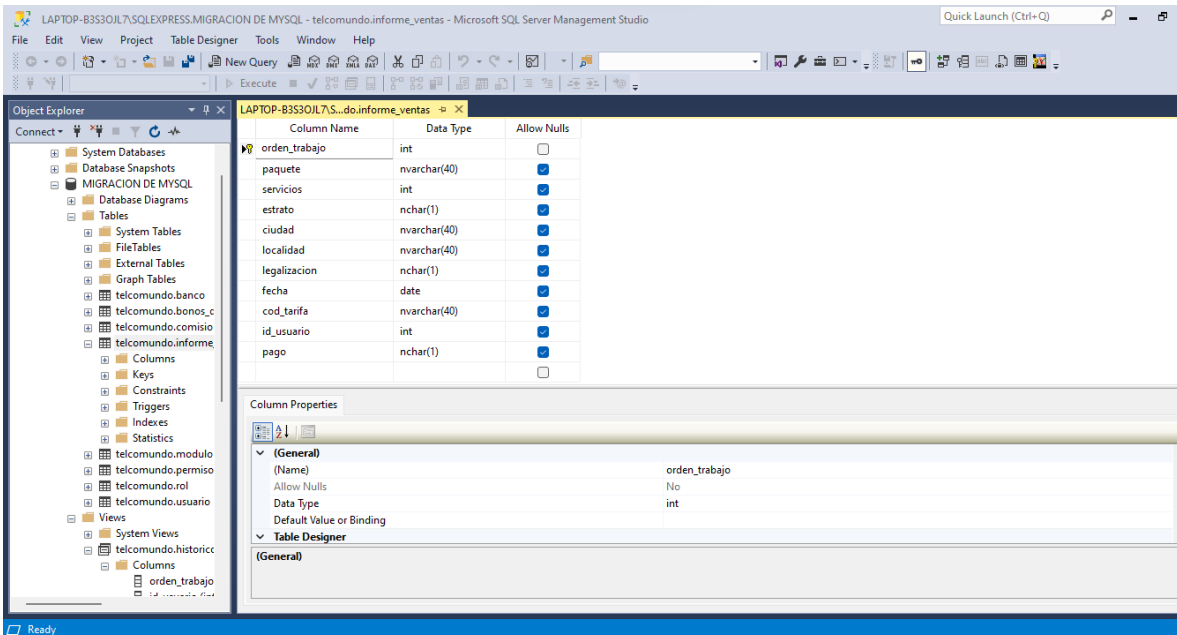 LAPTOP-B3S3OJL7\SQLEXPRESS.MIGRACION DE MYSQL - telcomundo.informe_ventas - Microsoft SQL Server Management Studio
Quick Launch (Ctrl+Q)
File Edit View Project Table Designer Tools Window Help
New Query
Execute
Object Explorer
Connect
System Databases
Database Snapshots
MIGRACION DE MYSQL
Database Diagrams
Tables
System Tables
FileTables
External Tables
Graph Tables
telcomundo.banco
telcomundo.bonos_d
telcomundo.comisio
telcomundo.informe_
Columns
Keys
Constraints
Triggers
Indexes
Statistics
telcomundo.modulo
telcomundo.permiso
telcomundo.rol
telcomundo.usuario
Views
System Views
telcomundo.historico
Columns
orden_trabajo
LAPTOP-B3S3OJL7\S...do.informe_ventas
Column Name Data Type Allow Nulls
orden_trabajo int
paquete nvarchar(40)
servicios int
estrato nchar(1)
ciudad nvarchar(40)
localidad nvarchar(40)
legalizacion nchar(1)
fecha date
cod_tarifa nvarchar(40)
id_usuario int
pago nchar(1)
Column Properties
(General)
(Name) orden_trabajo
Allow Nulls No
Data Type int
Default Value or Binding
Table Designer
(General)
Ready